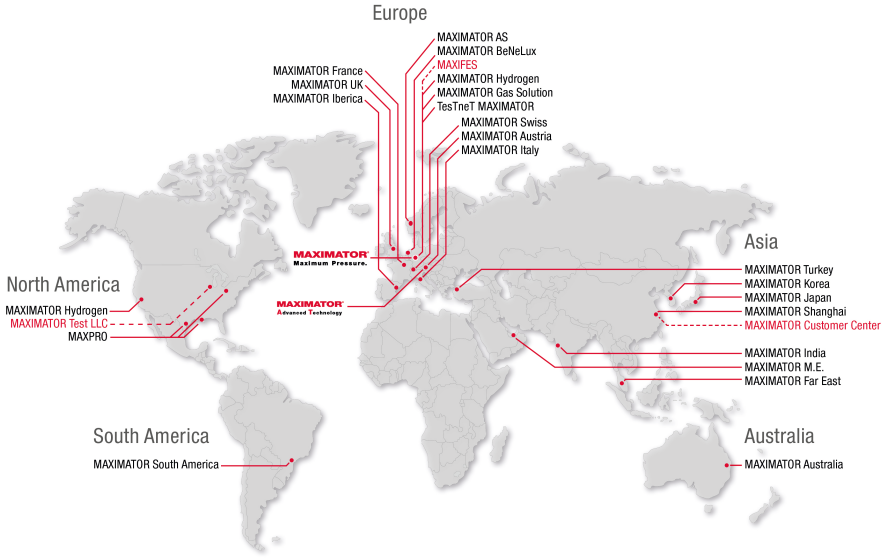 Europe
MAXIMATOR AS
MAXIMATOR BeNeLux
MAXIFES
MAXIMATOR Hydrogen
MAXIMATOR Gas Solution
TesTneT MAXIMATOR
MAXIMATOR France
MAXIMATOR UK
MAXIMATOR Iberica
MAXIMATOR Swiss
MAXIMATOR Austria
MAXIMATOR Italy
MAXIMATOR®
Maximum Pressure.
MAXIMATOR®
Advanced Technology
North America
MAXIMATOR Hydrogen
MAXIMATOR Test LLC
MAXPRO
Asia
MAXIMATOR Turkey
MAXIMATOR Korea
MAXIMATOR Japan
MAXIMATOR Shanghai
MAXIMATOR Customer Center
MAXIMATOR India
MAXIMATOR M.E.
MAXIMATOR Far East
South America
MAXIMATOR South America
Australia
MAXIMATOR Australia